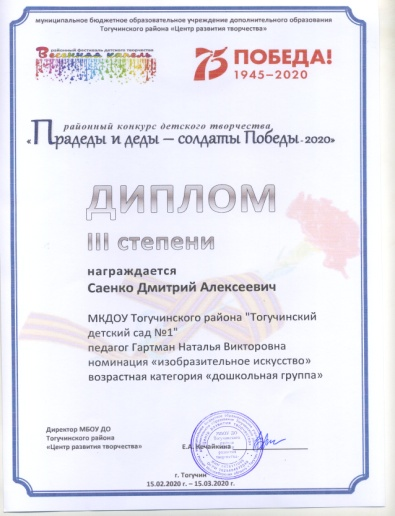 муниципальное бюджетное образовательное учреждение дополнительного образования
Тогучинского района «Центр развития творчества»
районный фестиваль детского творчества
Весенняя капель
75 ПОБЕДА!
1945–2020
районный конкурс детского творчества
«Прадеды и деды – солдаты Победы - 2020»
ДИПЛОМ
III степени
награждается
Саенко Дмитрий Алексеевич
МКДОУ Тогучинского района "Тогучинский
детский сад №1"
педагог Гартман Наталья Викторовна
номинация «изобразительное искусство»
возрастная категория «дошкольная группа»
Директор МБОУ ДО
Тогучинского района
«Центр развития творчества»
Е.А.
г. Тогучин
15.02.2020 г. – 15.03.2020 г.